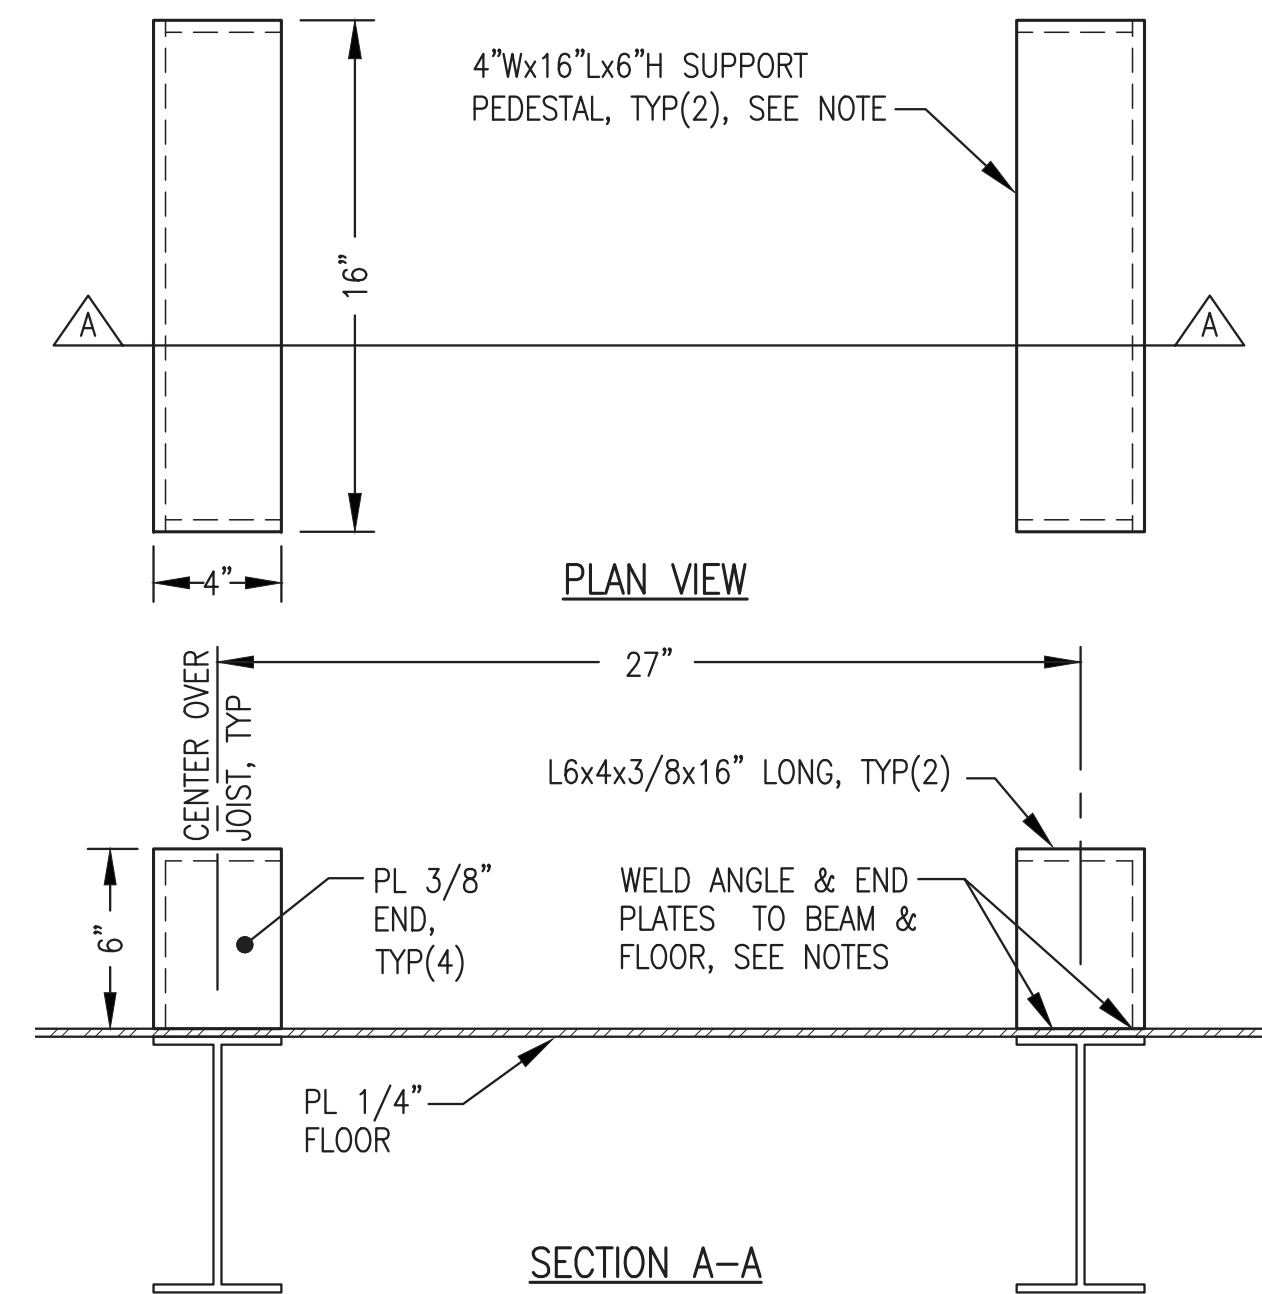 4”Wx16”Lx6”H SUPPORT
PEDESTAL, TYP(2), SEE NOTE
16”
A
A
4”
PLAN VIEW
27”
CENTER OVER
JOIST, TYP
L6x4x3/8x16” LONG, TYP(2)
6”
PL 3/8”
END,
TYP(4)
WELD ANGLE & END
PLATES TO BEAM &
FLOOR, SEE NOTES
PL 1/4”
FLOOR
SECTION A-A